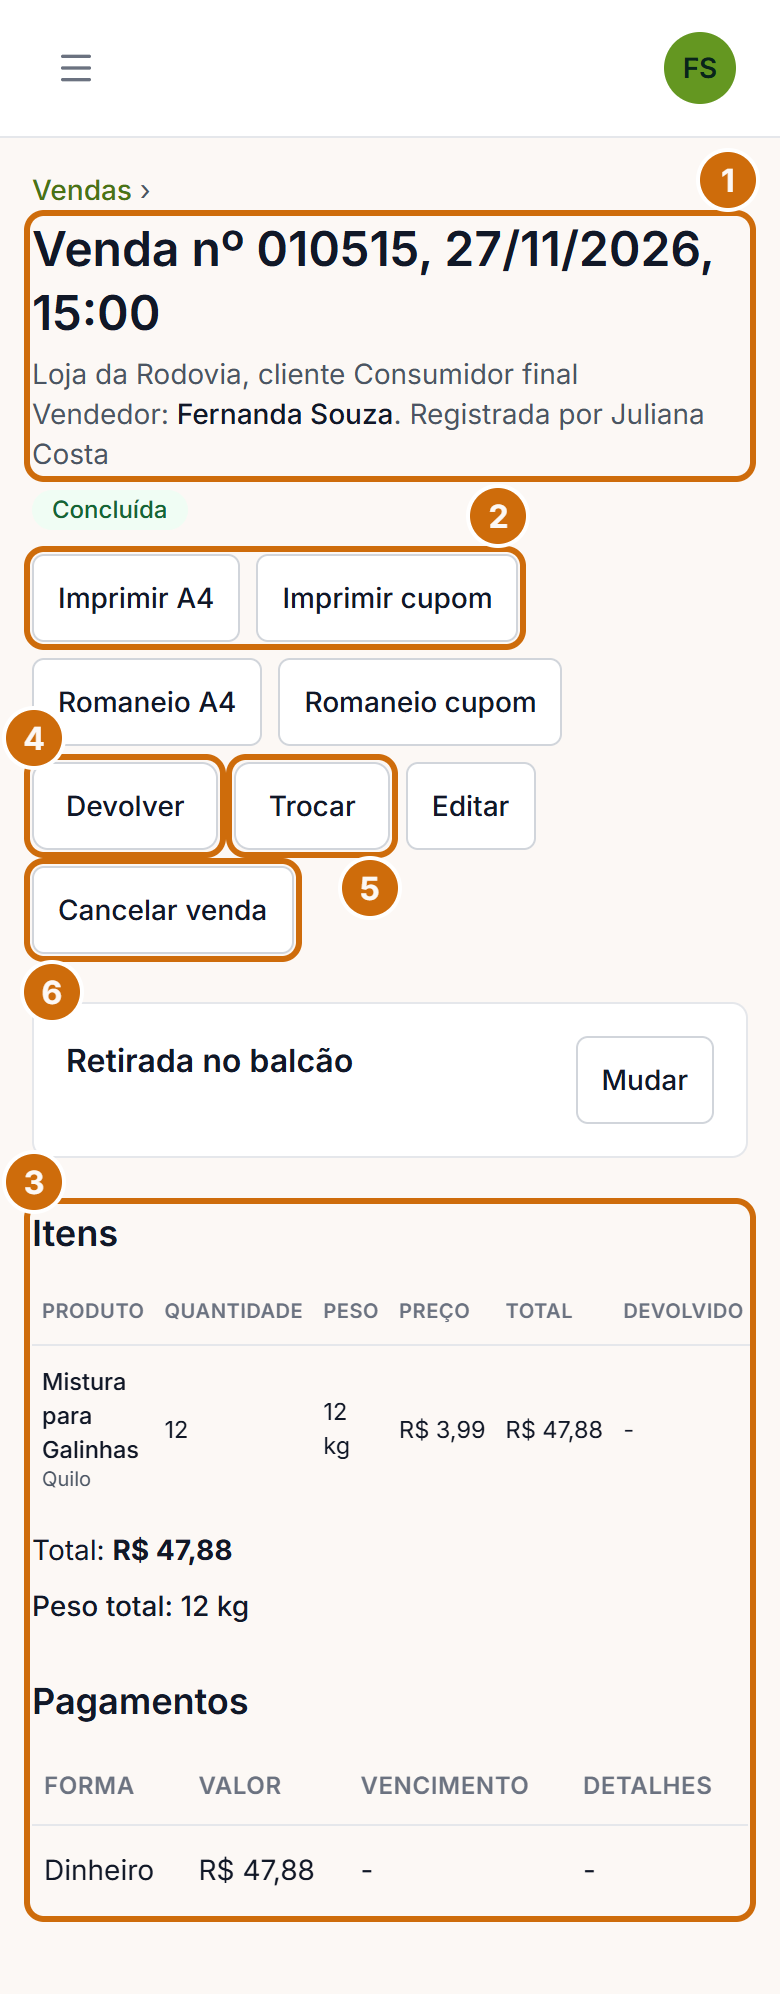 FS
Vendas ›
1
Venda nº 010515, 27/11/2026,
15:00
Loja da Rodovia, cliente Consumidor final
Vendedor: Fernanda Souza. Registrada por Juliana
Costa
Concluída
2
Imprimir A4 Imprimir cupom
Romaneio A4 Romaneio cupom
4
Devolver Trocar Editar
5
Cancelar venda
6
Retirada no balcão Mudar
3
Itens
PRODUTO QUANTIDADE PESO PREÇO TOTAL DEVOLVIDO
Mistura
para
Galinhas
Quilo
12
12
kg
R$ 3,99 R$ 47,88 -
Total: R$ 47,88
Peso total: 12 kg
Pagamentos
FORMA VALOR VENCIMENTO DETALHES
Dinheiro R$ 47,88 - -